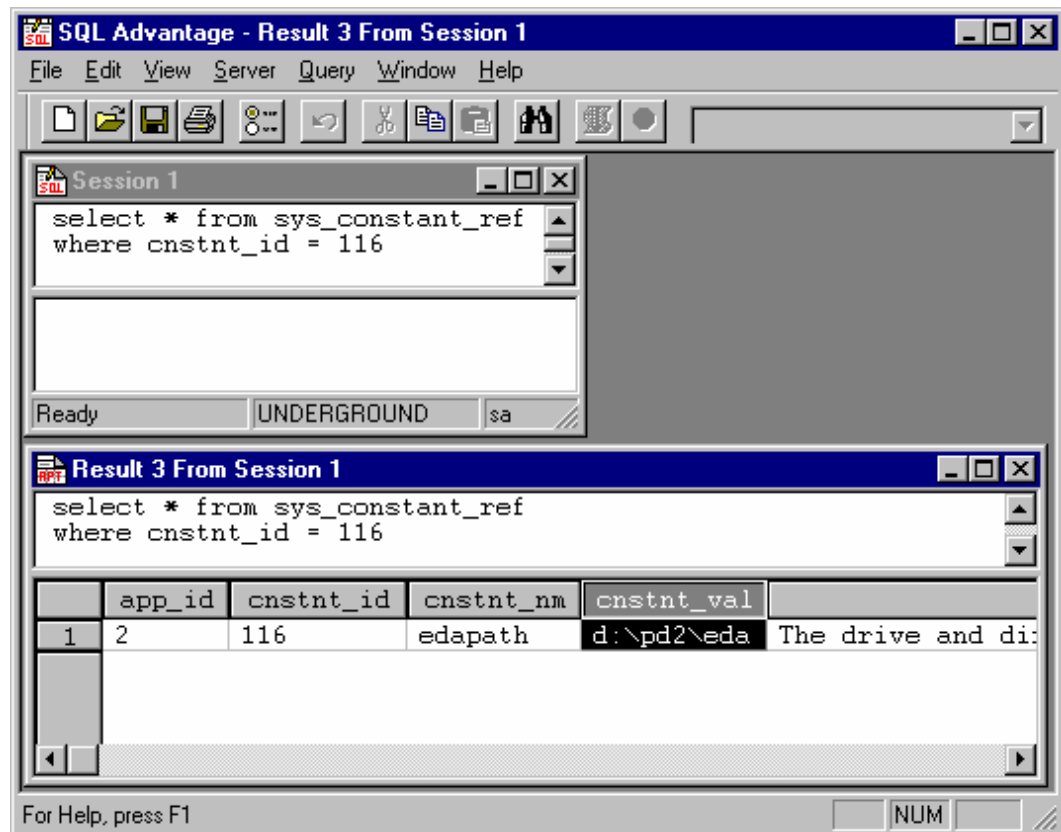 SQL Advantage - Result 3 From Session 1
File Edit View Server Query Window Help
Session 1
select * from sys_constant_ref
where cnstnt_id = 116
Ready UNDERGROUND sa
Result 3 From Session 1
select * from sys_constant_ref
where cnstnt_id = 116
app_id cnstnt_id cnstnt_nm cnstnt_val
1 2 116 edapath d:\pd2\eda The drive and
For Help, press F1 NUM